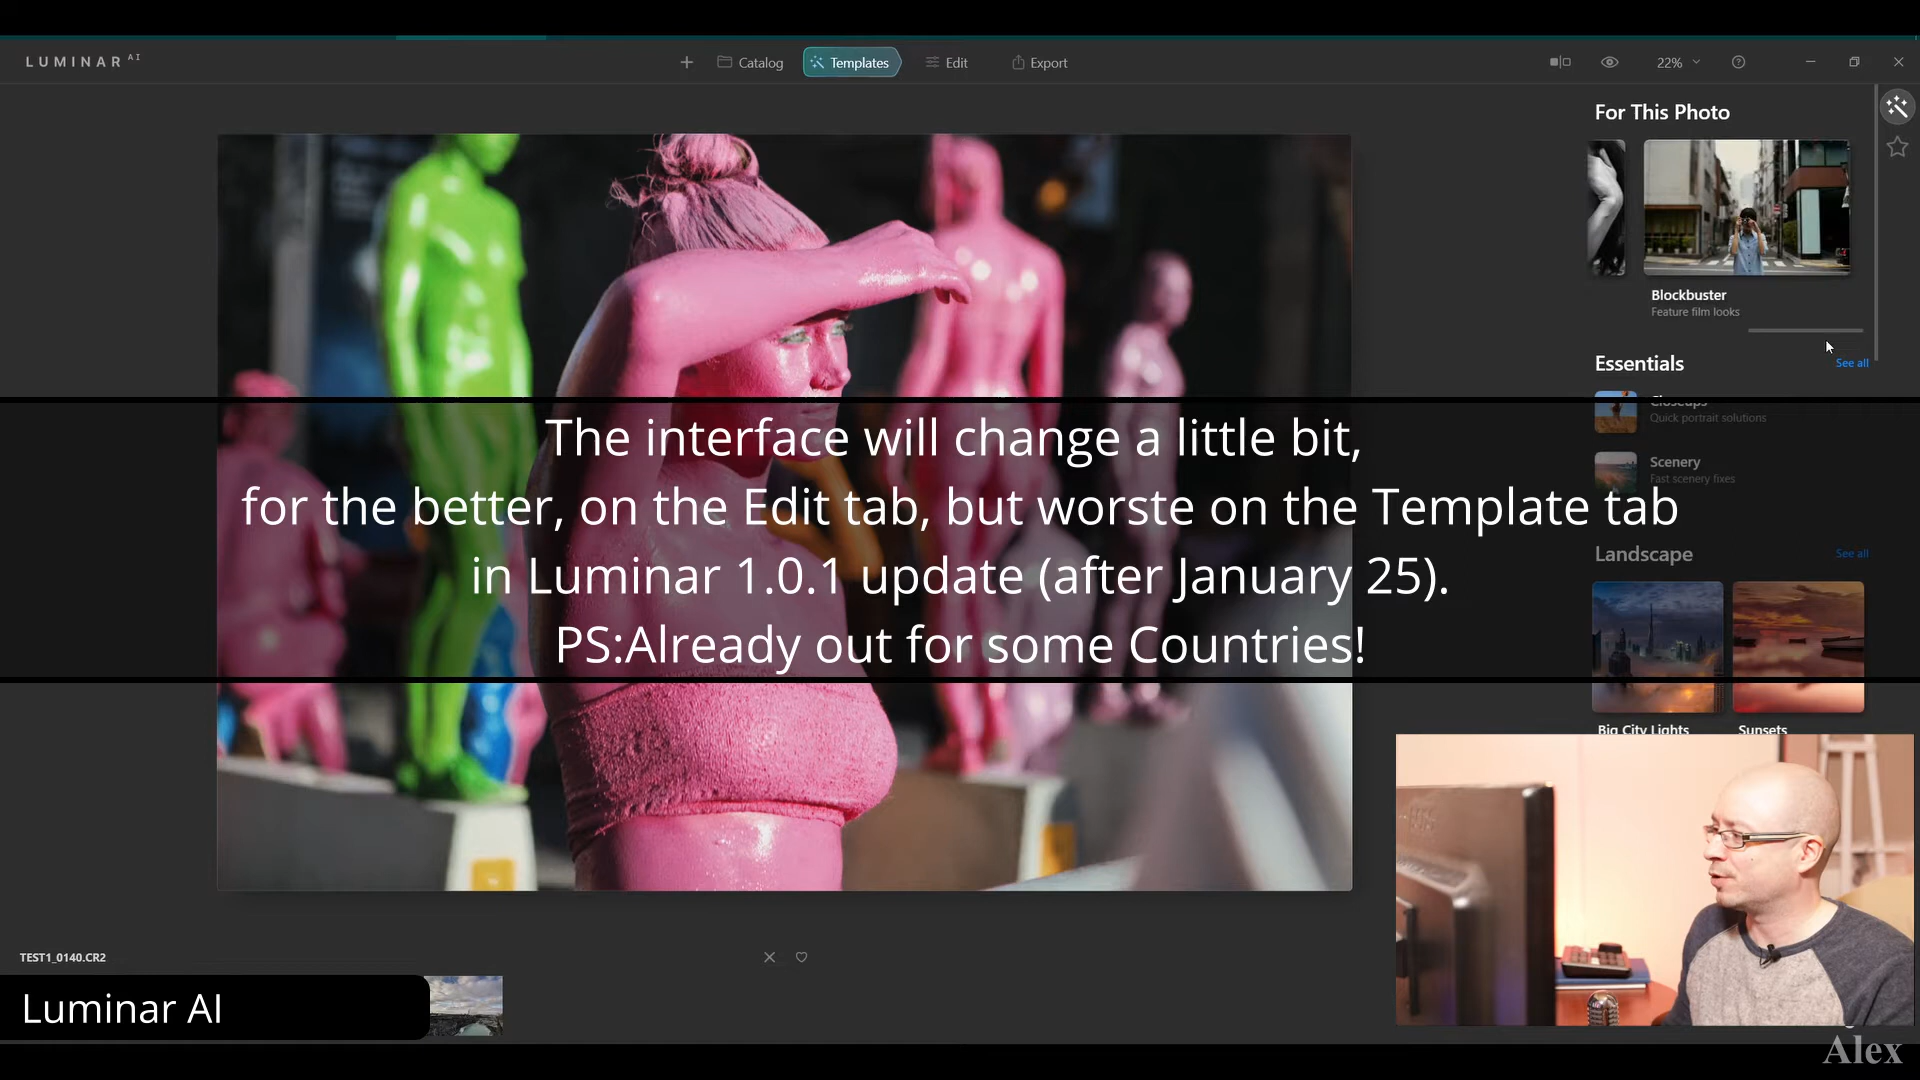 LUMINAR AI
Catalog
Templates
Edit
Export
22%
For This Photo
Blockbuster
Feature film looks
Essentials
See all
Closeups
Quick portrait solutions
Scenery
Fast scenery fixes
Landscape
See all
Big City Lights
Sunsets
The interface will change a little bit,
for the better, on the Edit tab, but worste on the Template tab
in Luminar 1.0.1 update (after January 25).
PS:Already out for some Countries!
TEST1_0140.CR2
Luminar AI
Alex